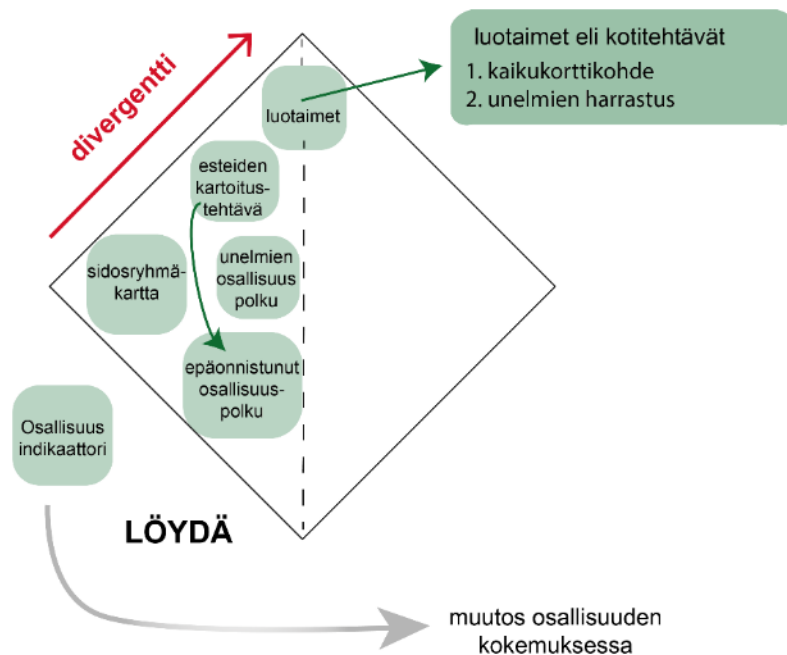 divergentti
luotaimet eli kotitehtävät
1. kaikukorttikohde
2. unelmien harrastus
luotaimet
esteiden
kartoitus-
tehtävä
sidosryhmä-
kartta
unelmien
osallisuus
polku
epäonnistunut
osallisuus-
polku
Osallisuus
indikaattori
LÖYDÄ
muutos osallisuuden
kokemuksessa